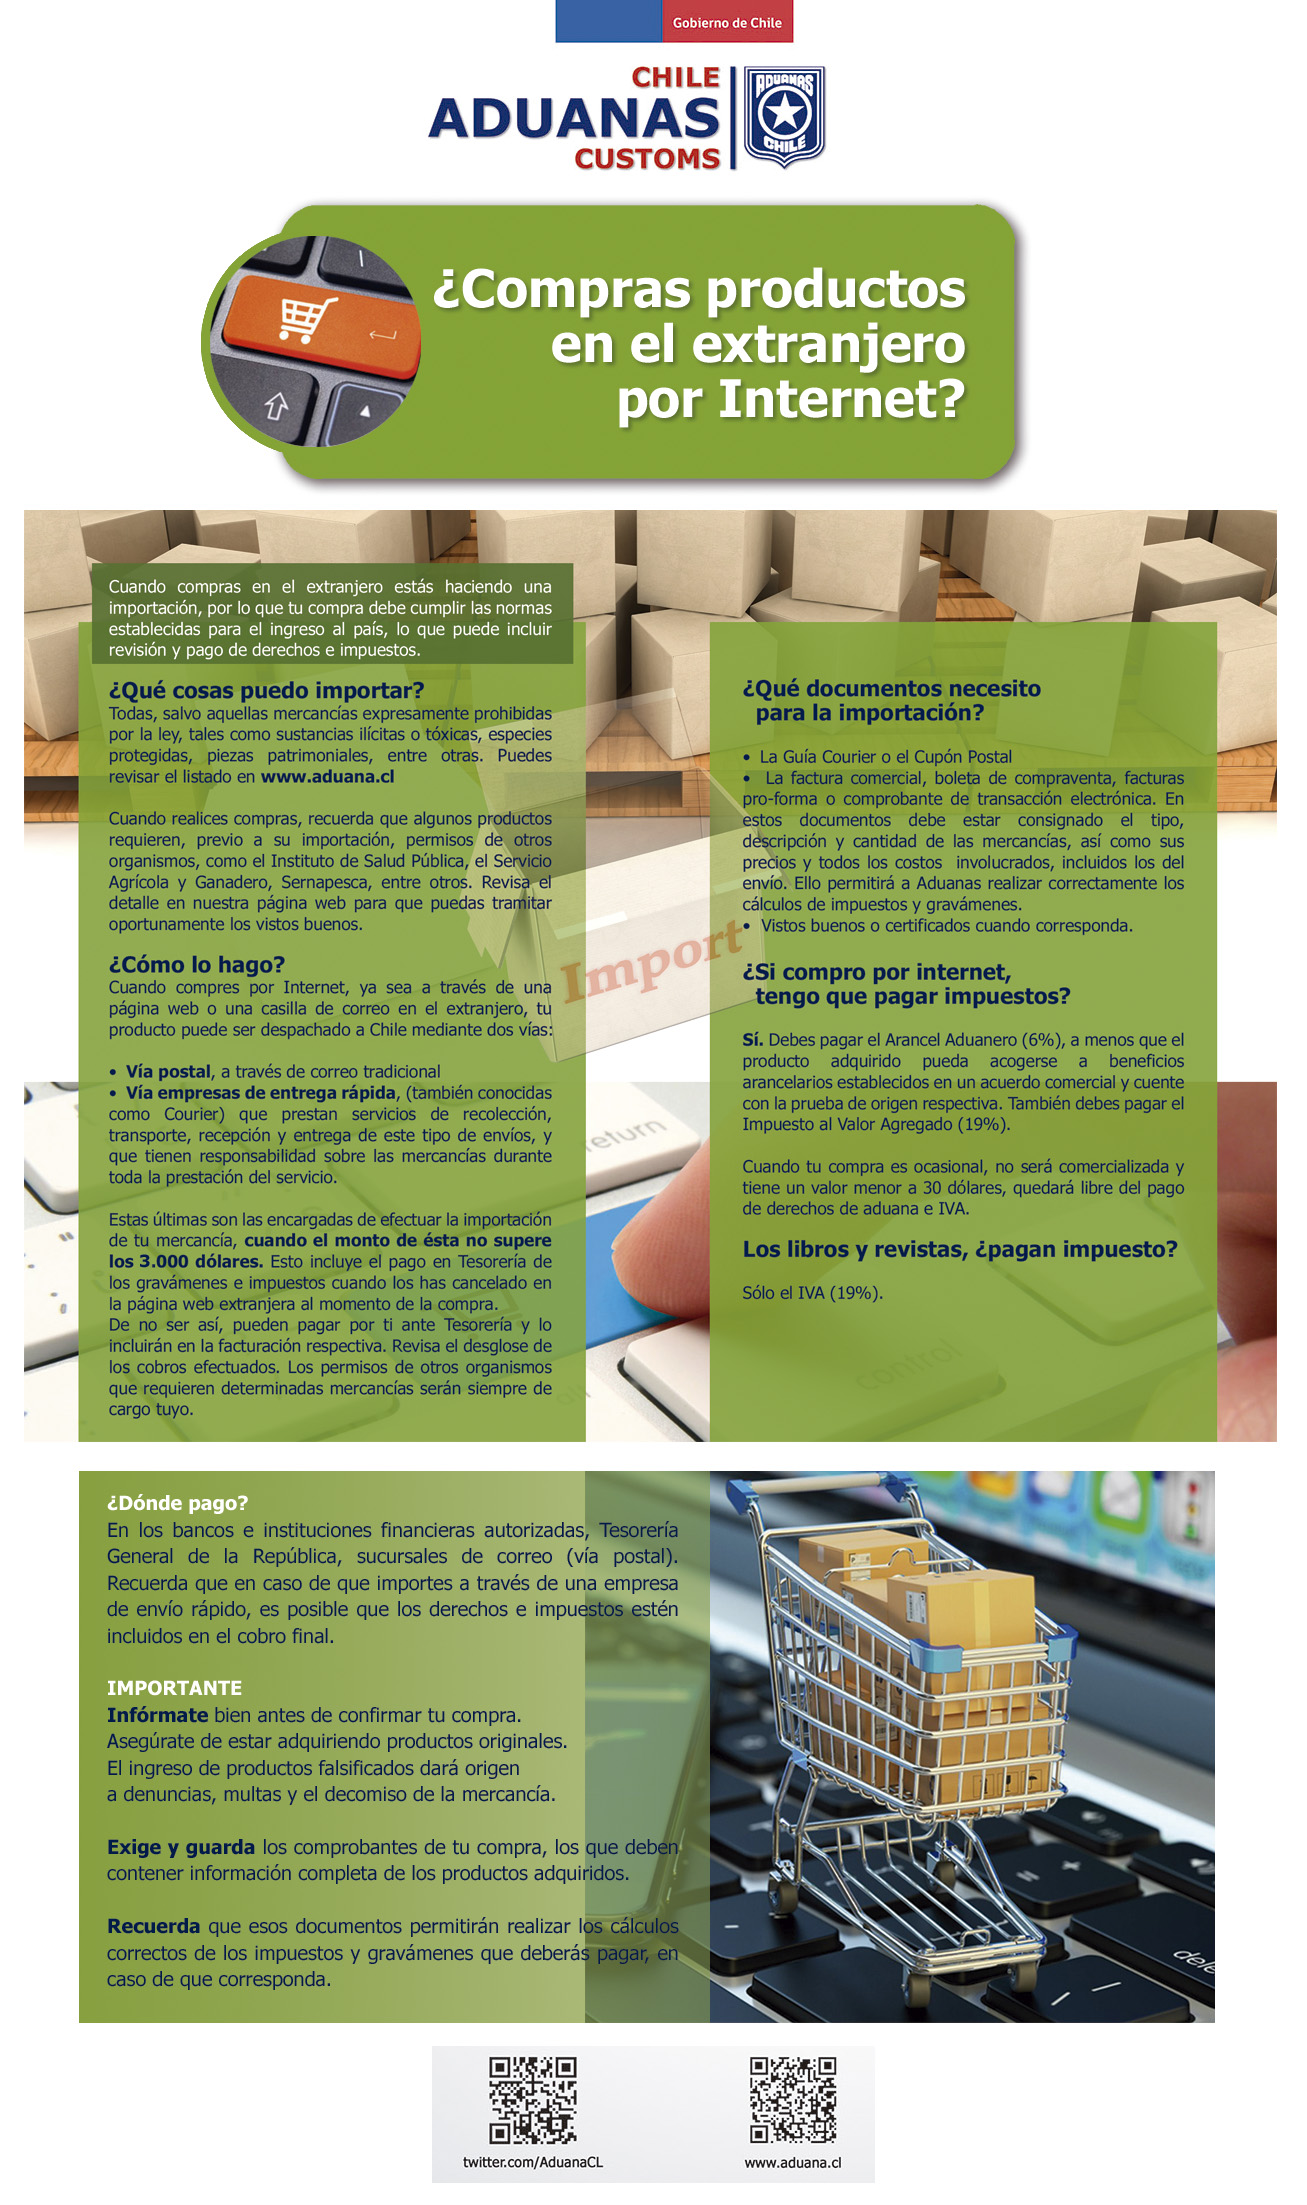 Gobierno de Chile
CHILE
ADUANAS
CUSTOMS
ADUANAS
CHILE
¿Compras productos
en el extranjero
por Internet?
Cuando compras en el extranjero estás haciendo una
importación, por lo que tu compra debe cumplir las normas
establecidas para el ingreso al país, lo que puede incluir
revisión y pago de derechos e impuestos.
¿Qué cosas puedo importar?
Todas, salvo aquellas mercancías expresamente prohibidas
por la ley, tales como sustancias ilícitas o tóxicas, especies
protegidas, piezas patrimoniales, entre otras. Puedes
revisar el listado en www.aduana.cl
Cuando realices compras, recuerda que algunos productos
requieren, previo a su importación, permisos de otros
organismos, como el Instituto de Salud Pública, el Servicio
Agrícola y Ganadero, Sernapesca, entre otros. Revisa el
detalle en nuestra página web para que puedas tramitar
oportunamente los vistos buenos.
¿Cómo lo hago?
Cuando compres por Internet, ya sea a través de una
página web o una casilla de correo en el extranjero, tu
producto puede ser despachado a Chile mediante dos vías:
• Vía postal, a través de correo tradicional
• Vía empresas de entrega rápida, (también conocidas
como Courier) que prestan servicios de recolección,
transporte, recepción y entrega de este tipo de envíos, y
que tienen responsabilidad sobre las mercancías durante
toda la prestación del servicio.
Estas últimas son las encargadas de efectuar la importación
de tu mercancía, cuando el monto de ésta no supere
los 3.000 dólares. Esto incluye el pago en Tesorería de
los gravámenes e impuestos cuando los has cancelado en
la página web extranjera al momento de la compra.
De no ser así, pueden pagar por ti ante Tesorería y lo
incluirán en la facturación respectiva. Revisa el desglose de
los cobros efectuados. Los permisos de otros organismos
que requieren determinadas mercancías serán siempre de
cargo tuyo.
Import
return
¿Qué documentos necesito
para la importación?
• La Guía Courier o el Cupón Postal
• La factura comercial, boleta de compraventa, facturas
pro-forma o comprobante de transacción electrónica. En
estos documentos debe estar consignado el tipo,
descripción y cantidad de las mercancías, así como sus
precios y todos los costos involucrados, incluidos los del
envío. Ello permitirá a Aduanas realizar correctamente los
cálculos de impuestos y gravámenes.
• Vistos buenos o certificados cuando corresponda.
¿Si compro por internet,
tengo que pagar impuestos?
Sí. Debes pagar el Arancel Aduanero (6%), a menos que el
producto adquirido pueda acogerse a beneficios
arancelarios establecidos en un acuerdo comercial y cuente
con la prueba de origen respectiva. También debes pagar el
Impuesto al Valor Agregado (19%).
Cuando tu compra es ocasional, no será comercializada y
tiene un valor menor a 30 dólares, quedará libre del pago
de derechos de aduana e IVA.
Los libros y revistas, ¿pagan impuesto?
Sólo el IVA (19%).
control
¿Dónde pago?
En los bancos e instituciones financieras autorizadas, Tesorería
General de la República, sucursales de correo (vía postal).
Recuerda que en caso de que importes a través de una empresa
de envío rápido, es posible que los derechos e impuestos estén
incluidos en el cobro final.
IMPORTANTE
Infórmate bien antes de confirmar tu compra.
Asegúrate de estar adquiriendo productos originales.
El ingreso de productos falsificados dará origen
a denuncias, multas y el decomiso de la mercancía.
Exige y guarda los comprobantes de tu compra, los que deben
contener información completa de los productos adquiridos.
Recuerda que esos documentos permitirán realizar los cálculos
correctos de los impuestos y gravámenes que deberás pagar, en
caso de que corresponda.
twitter.com/AduanaCL
www.aduana.cl